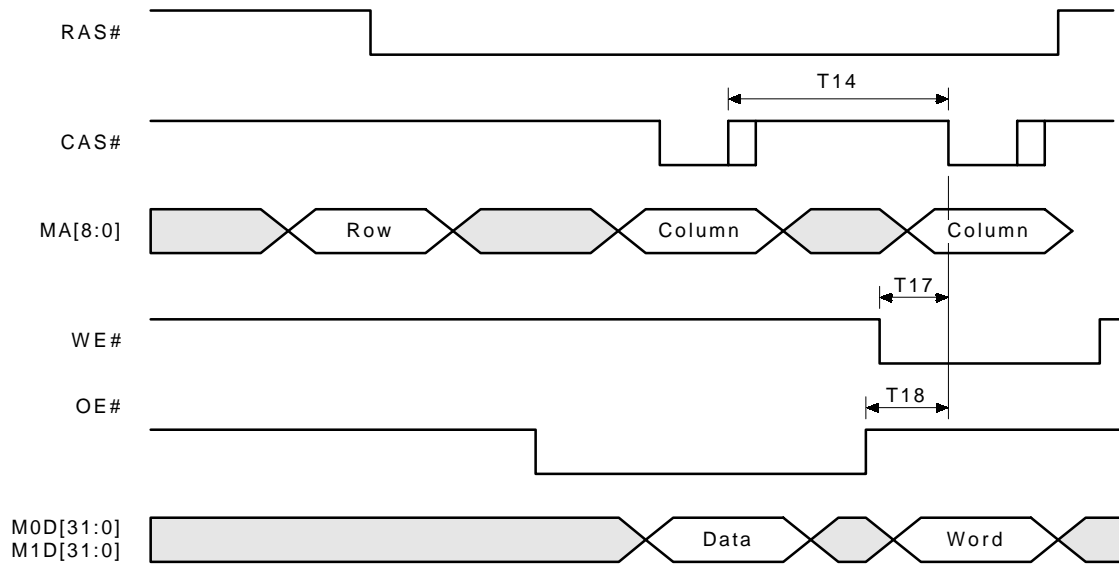 RAS#
T14
CAS#
MA[8:0]
Row
Column
Column
T17
WE#
T18
OE#
M0D[31:0]
M1D[31:0]
Data
Word